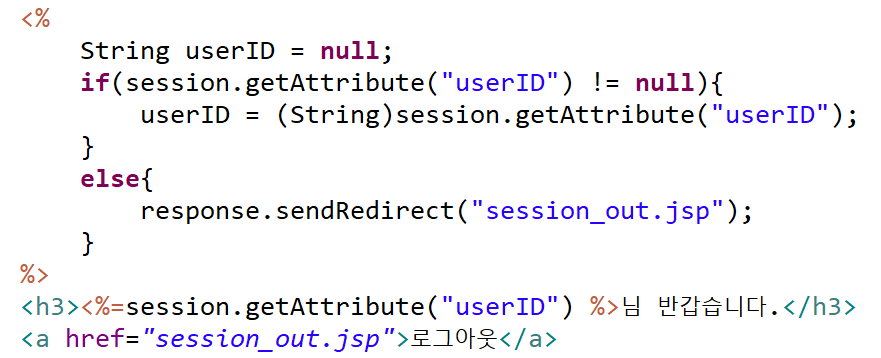 <%
    String userID = null;
    if(session.getAttribute("userID") != null){
        userID = (String)session.getAttribute("userID");
    }
    else{
        response.sendRedirect("session_out.jsp");
    }
%>
<h3><%=session.getAttribute("userID") %>님 반갑습니다.</h3>
<a href="session_out.jsp">로그아웃</a>